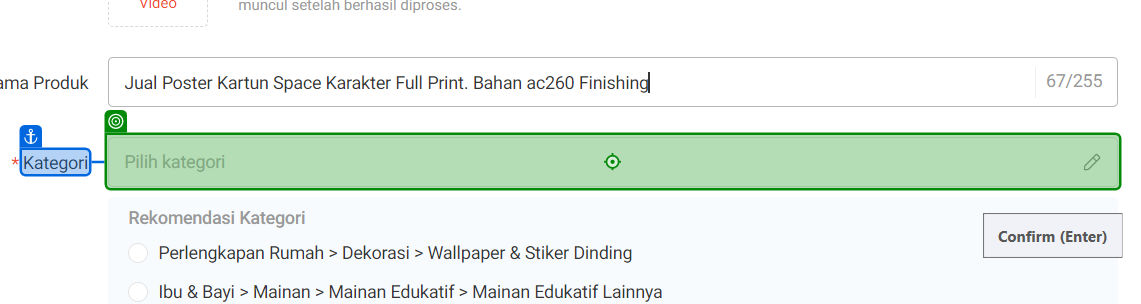 Video
muncul setelah berhasil diproses.
ama Produk
Jual Poster Kartun Space Karakter Full Print. Bahan ac260 Finishing
67/255
*Kategori
Pilih kategori
Rekomendasi Kategori
Confirm (Enter)
Perlengkapan Rumah > Dekorasi > Wallpaper & Stiker Dinding
Ibu & Bayi > Mainan > Mainan Edukatif > Mainan Edukatif Lainnya